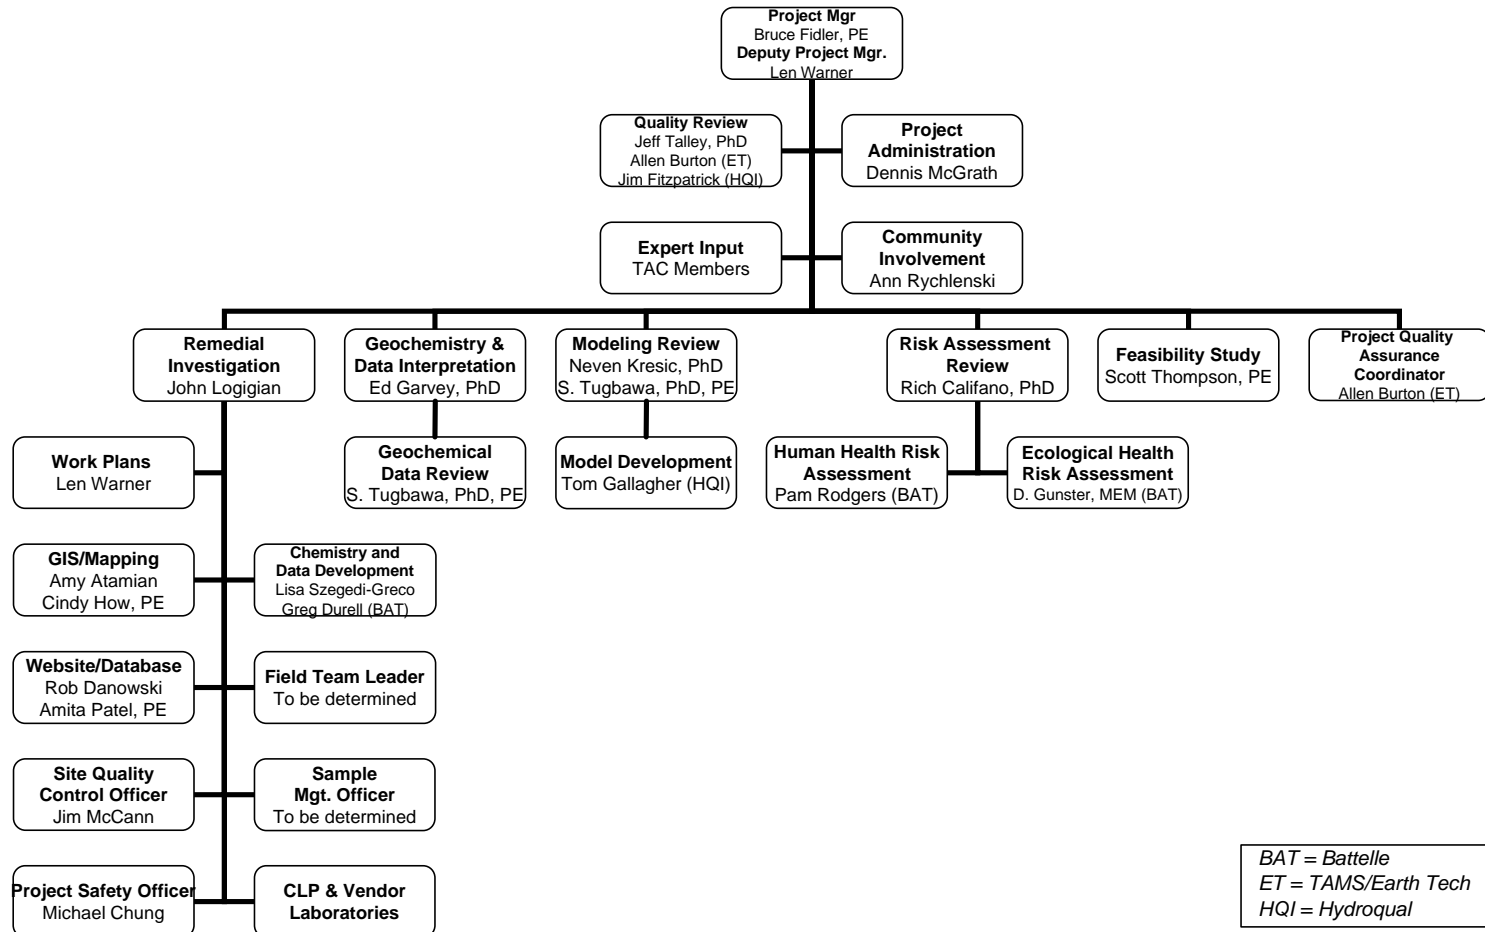 Project Mgr
Bruce Fidler, PE
Deputy Project Mgr.
Len Warner
Quality Review
Jeff Talley, PhD
Allen Burton (ET)
Jim Fitzpatrick (HQI)
Project
Administration
Dennis McGrath
Expert Input
TAC Members
Community
Involvement
Ann Rychlenski
Remedial
Investigation
John Logigian
Geochemistry &
Data Interpretation
Ed Garvey, PhD
Modeling Review
Neven Kresic, PhD
S. Tugbawa, PhD, PE
Risk Assessment
Review
Rich Califano, PhD
Feasibility Study
Scott Thompson, PE
Project Quality
Assurance
Coordinator
Allen Burton (ET)
Work Plans
Len Warner
Geochemical
Data Review
S. Tugbawa, PhD, PE
Model Development
Tom Gallagher (HQI)
Human Health Risk
Assessment
Pam Rodgers (BAT)
Ecological Health
Risk Assessment
D. Gunster, MEM (BAT)
GIS/Mapping
Amy Atamian
Cindy How, PE
Chemistry and
Data Development
Lisa Szegedi-Greco
Greg Durell (BAT)
Website/Database
Rob Danowski
Amita Patel, PE
Field Team Leader
To be determined
Site Quality
Control Officer
Jim McCann
Sample
Mgt. Officer
To be determined
Project Safety Officer
Michael Chung
CLP & Vendor
Laboratories
BAT = Battelle
ET = TAMS/Earth Tech
HQI = Hydroqual